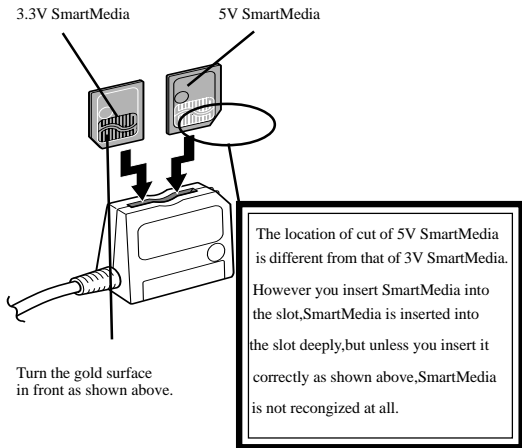 3.3V SmartMedia
5V SmartMedia
The location of cut of 5V SmartMedia
is different from that of 3V SmartMedia.
However you insert SmartMedia into
the slot,SmartMedia is inserted into
the slot deeply,but unless you insert it
correctly as shown above,SmartMedia
is not recongized at all.
Turn the gold surface
in front as shown above.